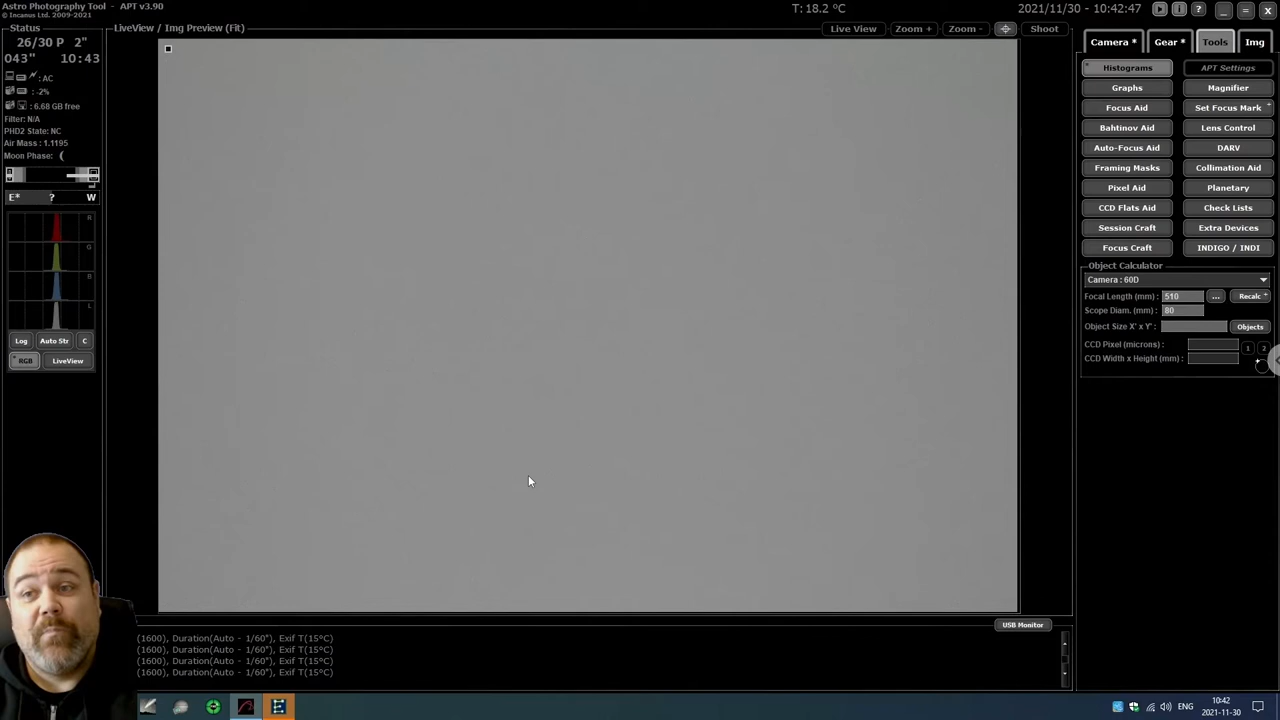 Astro Photography Tool - APT v3.90
© Incanus Ltd. 2009-2021
T: 18.2 °C
2021/11/30 - 10:42:47
Status
LiveView / Img Preview (Fit)
Live View
Zoom +
Zoom -
Shoot
26/30 P 2"
043" 10:43
: AC
: -2%
: 6.68 GB free
Filter: N/A
PHD2 State: NC
Air Mass : 1.1195
Moon Phase:
E* ? W
R
G
B
L
Log
Auto Str
C
RGB
LiveView
Camera *
Gear *
Tools
Img
Histograms
APT Settings
Graphs
Magnifier
Focus Aid
Set Focus Mark
Bahtinov Aid
Lens Control
Auto-Focus Aid
DARV
Framing Masks
Collimation Aid
Pixel Aid
Planetary
CCD Flats Aid
Check Lists
Session Craft
Extra Devices
Focus Craft
INDIGO / INDI
Object Calculator
Camera : 60D
Focal Length (mm) : 510 ... Recalc
Scope Diam. (mm) : 80
Object Size X' x Y' : Objects
CCD Pixel (microns) : 1 2
CCD Width x Height (mm) :
USB Monitor
(1600), Duration(Auto - 1/60"), Exif T(15°C)
(1600), Duration(Auto - 1/60"), Exif T(15°C)
(1600), Duration(Auto - 1/60"), Exif T(15°C)
(1600), Duration(Auto - 1/60"), Exif T(15°C)
ENG
10:42
2021-11-30